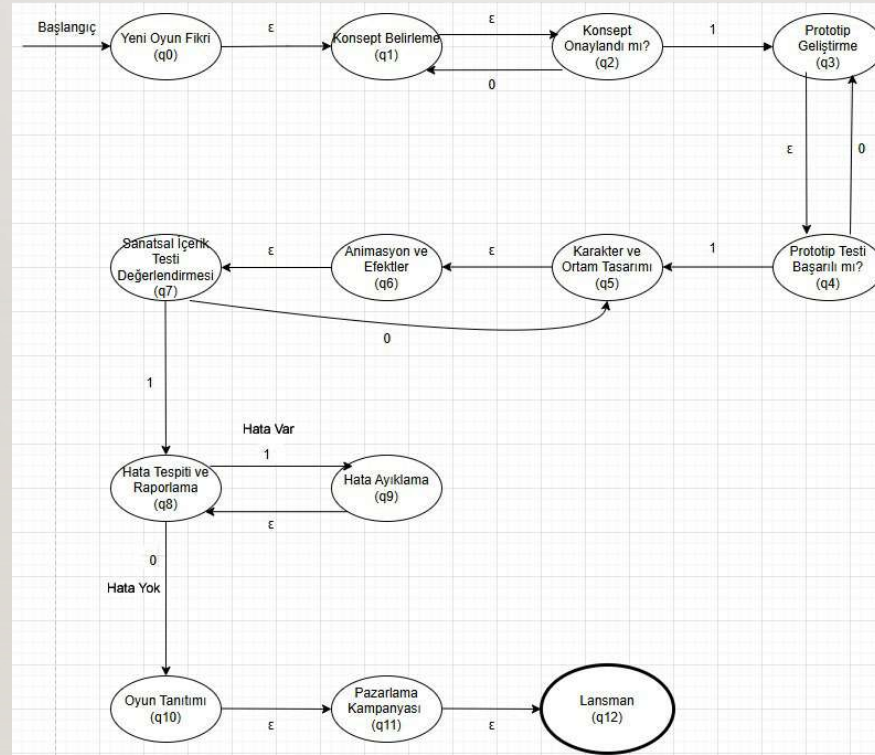 Başlangıç
Yeni Oyun Fikri
(q0)
ε
Konsept Belirleme
(q1)
ε
0
Konsept
Onaylandı mı?
(q2)
1
Prototip
Geliştirme
(q3)
ε
0
Sanatsal İçerik
Testi
Değerlendirmesi
(q7)
ε
Animasyon ve
Efektler
(q6)
ε
Karakter ve
Ortam Tasarımı
(q5)
1
Prototip Testi
Başarılı mı?
(q4)
0
1
Hata Var
1
Hata Tespiti ve
Raporlama
(q8)
Hata Ayıklama
(q9)
ε
0
Hata Yok
Oyun Tanıtımı
(q10)
ε
Pazarlama
Kampanyası
(q11)
ε
Lansman
(q12)